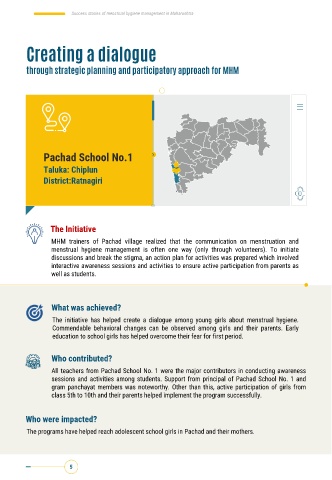 Success stories of menstrual hygiene management in Maharashtra
Creating a dialogue
through strategic planning and participatory approach for MHM
Pachad School No.1
Taluka: Chiplun
District:Ratnagiri
The Initiative
MHM trainers of Pachad village realized that the communication on menstruation and
menstrual hygiene management is often one way (only through volunteers). To initiate
discussions and break the stigma, an action plan for activities was prepared which involved
interactive awareness sessions and activities to ensure active participation from parents as
well as students.
What was achieved?
The initiative has helped create a dialogue among young girls about menstrual hygiene.
Commendable behavioral changes can be observed among girls and their parents. Early
education to school girls has helped overcome their fear for first period.
Who contributed?
All teachers from Pachad School No. 1 were the major contributors in conducting awareness
sessions and activities among students. Support from principal of Pachad School No. 1 and
gram panchayat members was noteworthy. Other than this, active participation of girls from
class 5th to 10th and their parents helped implement the program successfully.
Who were impacted?
The programs have helped reach adolescent school girls in Pachad and their mothers.